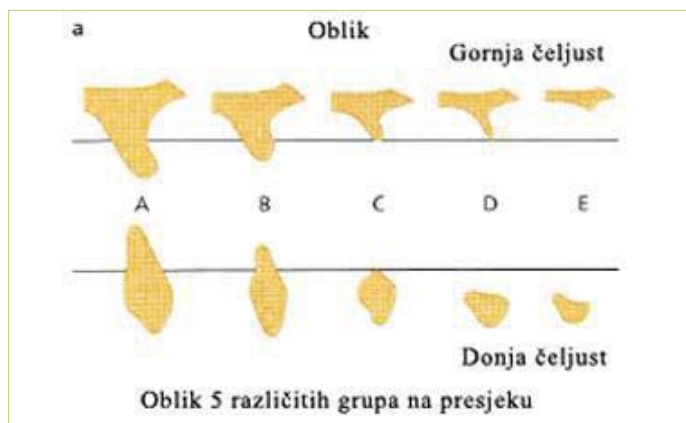 a
Oblik
Gornja čeljust
A B C D E
Donja čeljust
Oblik 5 različitih grupa na presjeku